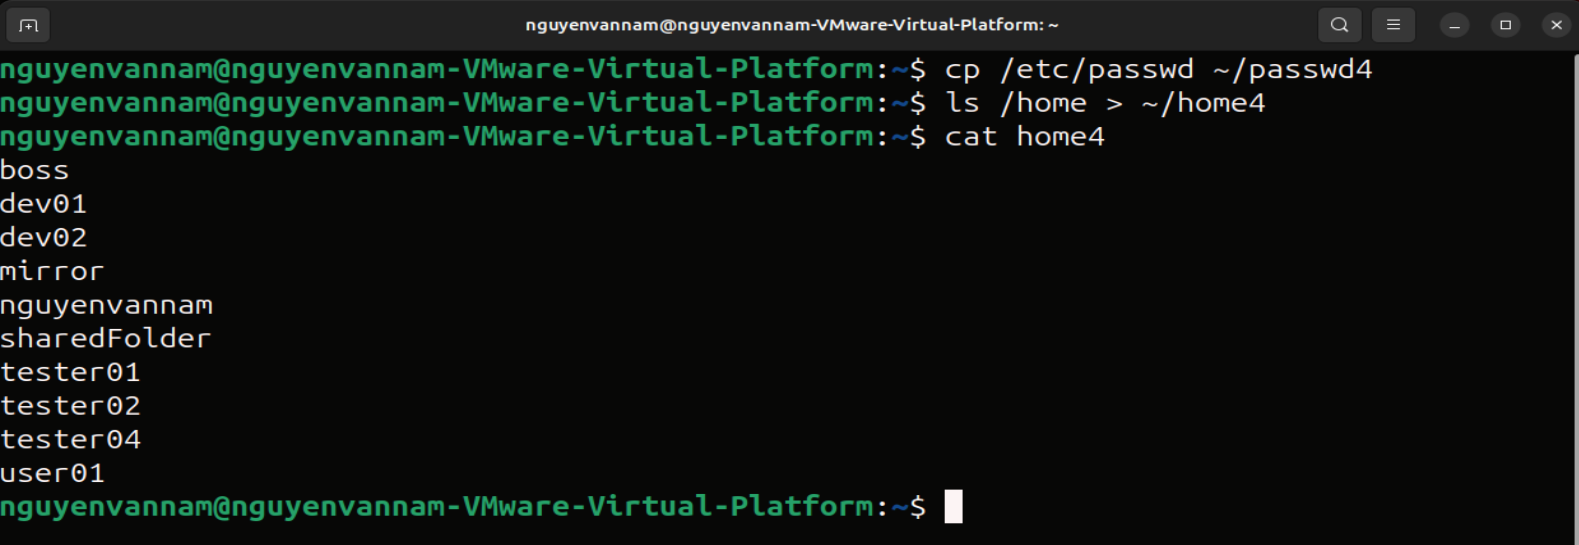 nguyenvannam@nguyenvannam-VMware-Virtual-Platform: ~
nguyenvannam@nguyenvannam-VMware-Virtual-Platform:~$ cp /etc/passwd ~/passwd4
nguyenvannam@nguyenvannam-VMware-Virtual-Platform:~$ ls /home > ~/home4
nguyenvannam@nguyenvannam-VMware-Virtual-Platform:~$ cat home4
boss
dev01
dev02
mirror
nguyenvannam
sharedFolder
tester01
tester02
tester04
user01
nguyenvannam@nguyenvannam-VMware-Virtual-Platform:~$